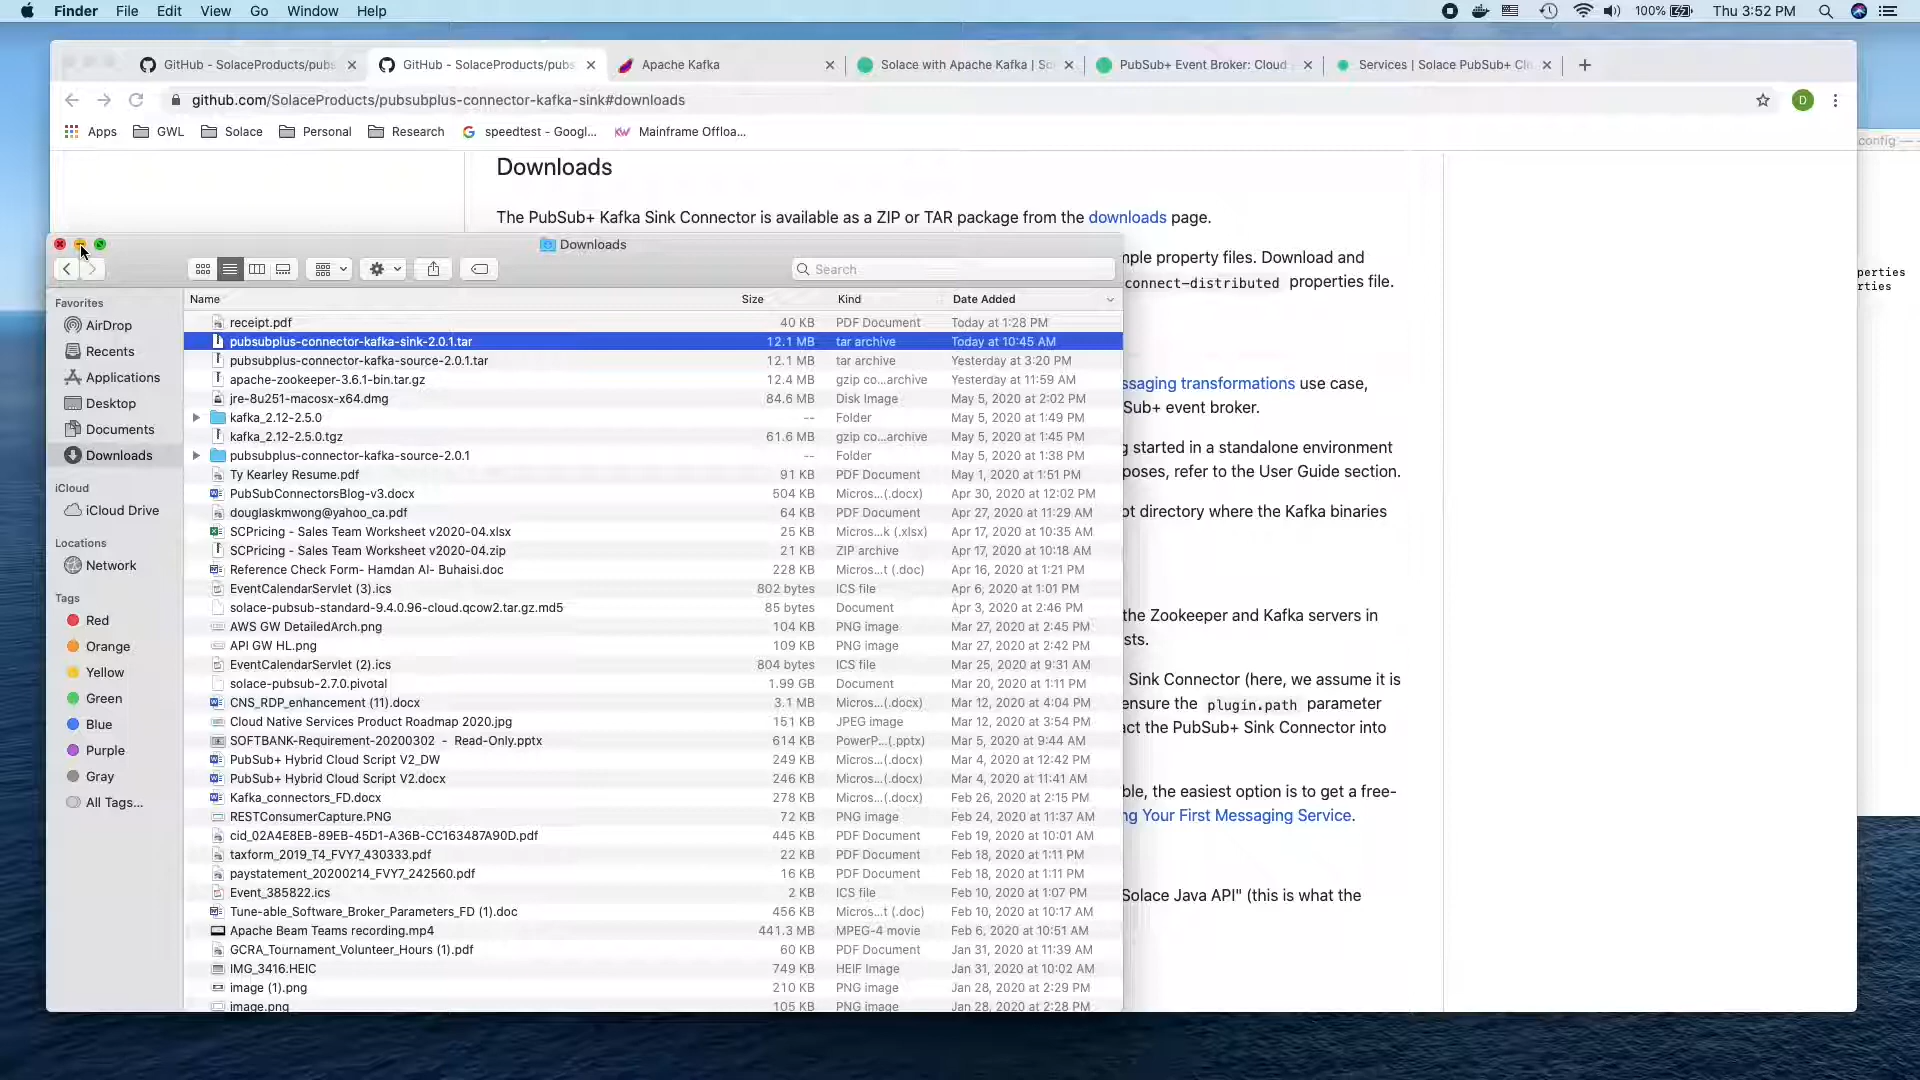 Finder File Edit View Go Window Help 100% Thu 3:52 PM
GitHub - SolaceProducts/pubs GitHub - SolaceProducts/pubs Apache Kafka Solace with Apache Kafka | So PubSub+ Event Broker: Cloud Services | Solace PubSub+ Cl
github.com/SolaceProducts/pubsubplus-connector-kafka-sink#downloads D
Apps GWL Solace Personal Research speedtest - Googl... KW Mainframe Offloa...
config
Downloads
The PubSub+ Kafka Sink Connector is available as a ZIP or TAR package from the downloads page.
Downloads
mple property files. Download and
Search
connect-distributed properties file.
perties
rties
Favorites
AirDrop
Recents
Applications
Desktop
Documents
Downloads
iCloud
iCloud Drive
Locations
Network
Tags
Red
Orange
Yellow
Green
Blue
Purple
Gray
All Tags...
Name Size Kind Date Added
receipt.pdf 40 KB PDF Document Today at 1:28 PM
pubsubplus-connector-kafka-sink-2.0.1.tar 12.1 MB tar archive Today at 10:45 AM
pubsubplus-connector-kafka-source-2.0.1.tar 12.1 MB tar archive Yesterday at 3:20 PM
apache-zookeeper-3.6.1-bin.tar.gz 12.4 MB gzip co...archive Yesterday at 11:59 AM
jre-8u251-macosx-x64.dmg 84.6 MB Disk Image May 5, 2020 at 2:02 PM
kafka_2.12-2.5.0 -- Folder May 5, 2020 at 1:49 PM
kafka_2.12-2.5.0.tgz 61.6 MB gzip co...archive May 5, 2020 at 1:45 PM
pubsubplus-connector-kafka-source-2.0.1 -- Folder May 5, 2020 at 1:38 PM
Ty Kearley Resume.pdf 91 KB PDF Document May 1, 2020 at 1:51 PM
PubSubConnectorsBlog-v3.docx 504 KB Micros...(.docx) Apr 30, 2020 at 12:02 PM
douglaskmwong@yahoo_ca.pdf 64 KB PDF Document Apr 27, 2020 at 11:29 AM
SCPricing - Sales Team Worksheet v2020-04.xlsx 25 KB Micros...k (.xlsx) Apr 17, 2020 at 10:35 AM
SCPricing - Sales Team Worksheet v2020-04.zip 21 KB ZIP archive Apr 17, 2020 at 10:18 AM
Reference Check Form- Hamdan Al- Buhaisi.doc 228 KB Micros...t (.doc) Apr 16, 2020 at 1:21 PM
EventCalendarServlet (3).ics 802 bytes ICS file Apr 6, 2020 at 1:01 PM
solace-pubsub-standard-9.4.0.96-cloud.qcow2.tar.gz.md5 85 bytes Document Apr 3, 2020 at 2:46 PM
AWS GW DetailedArch.png 104 KB PNG image Mar 27, 2020 at 2:45 PM
API GW HL.png 109 KB PNG image Mar 27, 2020 at 2:42 PM
EventCalendarServlet (2).ics 804 bytes ICS file Mar 25, 2020 at 9:31 AM
solace-pubsub-2.7.0.pivotal 1.99 GB Document Mar 20, 2020 at 1:11 PM
CNS_RDP_enhancement (11).docx 3.1 MB Micros...(.docx) Mar 12, 2020 at 4:04 PM
Cloud Native Services Product Roadmap 2020.jpg 151 KB JPEG image Mar 12, 2020 at 3:54 PM
SOFTBANK-Requirement-20200302 - Read-Only.pptx 614 KB PowerP...(.pptx) Mar 5, 2020 at 9:44 AM
PubSub+ Hybrid Cloud Script V2_DW 249 KB Micros...(.docx) Mar 4, 2020 at 12:42 PM
PubSub+ Hybrid Cloud Script V2.docx 246 KB Micros...(.docx) Mar 4, 2020 at 11:41 AM
Kafka_connectors_FD.docx 278 KB Micros...(.docx) Feb 26, 2020 at 2:15 PM
RESTConsumerCapture.PNG 72 KB PNG image Feb 24, 2020 at 11:37 AM
cid_02A4E8EB-89EB-45D1-A36B-CC163487A90D.pdf 445 KB PDF Document Feb 19, 2020 at 10:01 AM
taxform_2019_T4_FVY7_430333.pdf 22 KB PDF Document Feb 18, 2020 at 1:11 PM
paystatement_20200214_FVY7_242560.pdf 16 KB PDF Document Feb 18, 2020 at 1:11 PM
Event_385822.ics 2 KB ICS file Feb 10, 2020 at 1:07 PM
Tune-able_Software_Broker_Parameters_FD (1).doc 456 KB Micros...t (.doc) Feb 10, 2020 at 10:17 AM
Apache Beam Teams recording.mp4 441.3 MB MPEG-4 movie Feb 6, 2020 at 10:51 AM
GCRA_Tournament_Volunteer_Hours (1).pdf 60 KB PDF Document Jan 31, 2020 at 11:39 AM
IMG_3416.HEIC 749 KB HEIF Image Jan 31, 2020 at 10:02 AM
image (1).png 210 KB PNG image Jan 28, 2020 at 2:29 PM
image.png 105 KB PNG image Jan 28, 2020 at 2:28 PM
ssaging transformations use case,
Sub+ event broker.
g started in a standalone environment
poses, refer to the User Guide section.
ot directory where the Kafka binaries
the Zookeeper and Kafka servers in
sts.
Sink Connector (here, we assume it is
ensure the plugin.path parameter
act the PubSub+ Sink Connector into
ble, the easiest option is to get a free-
ng Your First Messaging Service.
Solace Java API" (this is what the